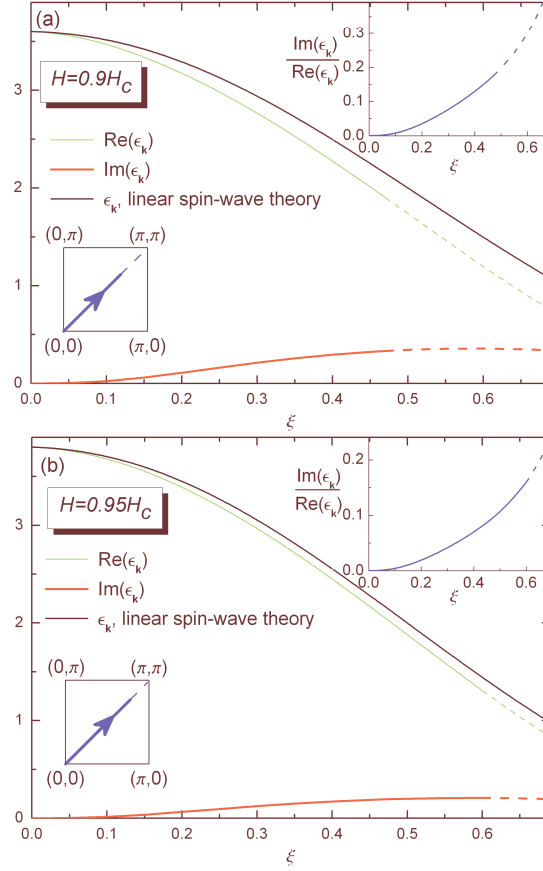 (a)
H=0.9H_C
Re(ϵ_k)
Im(ϵ_k)
ϵ_k, linear spin-wave theory
(0,π) (π,π)
(0,0) (π,0)
Im(ϵ_k)
Re(ϵ_k)
0.3
0.2
0.1
0.0
0.0 0.2 0.4 0.6
ξ
3
2
1
0
0.0 0.1 0.2 0.3 0.4 0.5 0.6
ξ
(b)
H=0.95H_C
Re(ϵ_k)
Im(ϵ_k)
ϵ_k, linear spin-wave theory
(0,π) (π,π)
(0,0) (π,0)
Im(ϵ_k)
Re(ϵ_k)
0.2
0.1
0.0
0.0 0.2 0.4 0.6
ξ
3
2
1
0
0.0 0.1 0.2 0.3 0.4 0.5 0.6
ξ